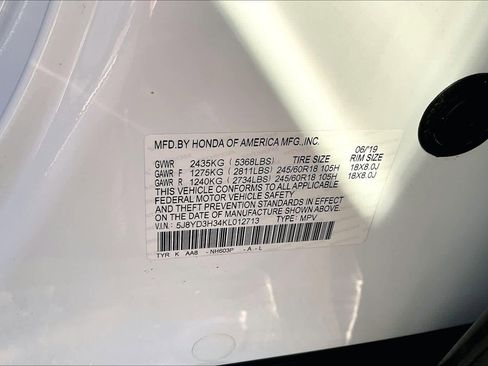 MFD.BY HONDA OF AMERICA MFG.,INC. 06/19
GVWR 2435KG (5368LBS) TIRE SIZE RIM SIZE
GAWR F 1275KG (2811LBS) 245/60R18 105H 18X8.0J
GAWR R 1240KG (2734LBS) 245/60R18 105H 18X8.0J
THIS VEHICLE CONFORMS TO ALL APPLICABLE
FEDERAL MOTOR VEHICLE SAFETY
AND THEFT PREVENTION STANDARDS IN EFFECT
ON THE DATE OF MANUFACTURE SHOWN ABOVE.
V.I.N.: 5J8YD3H34KL012713 TYPE: MPV
TYR K AA8 - NH603P - A - L